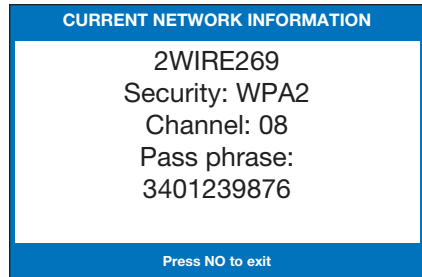 CURRENT NETWORK INFORMATION
2WIRE269
Security: WPA2
Channel: 08
Pass phrase:
3401239876
Press NO to exit